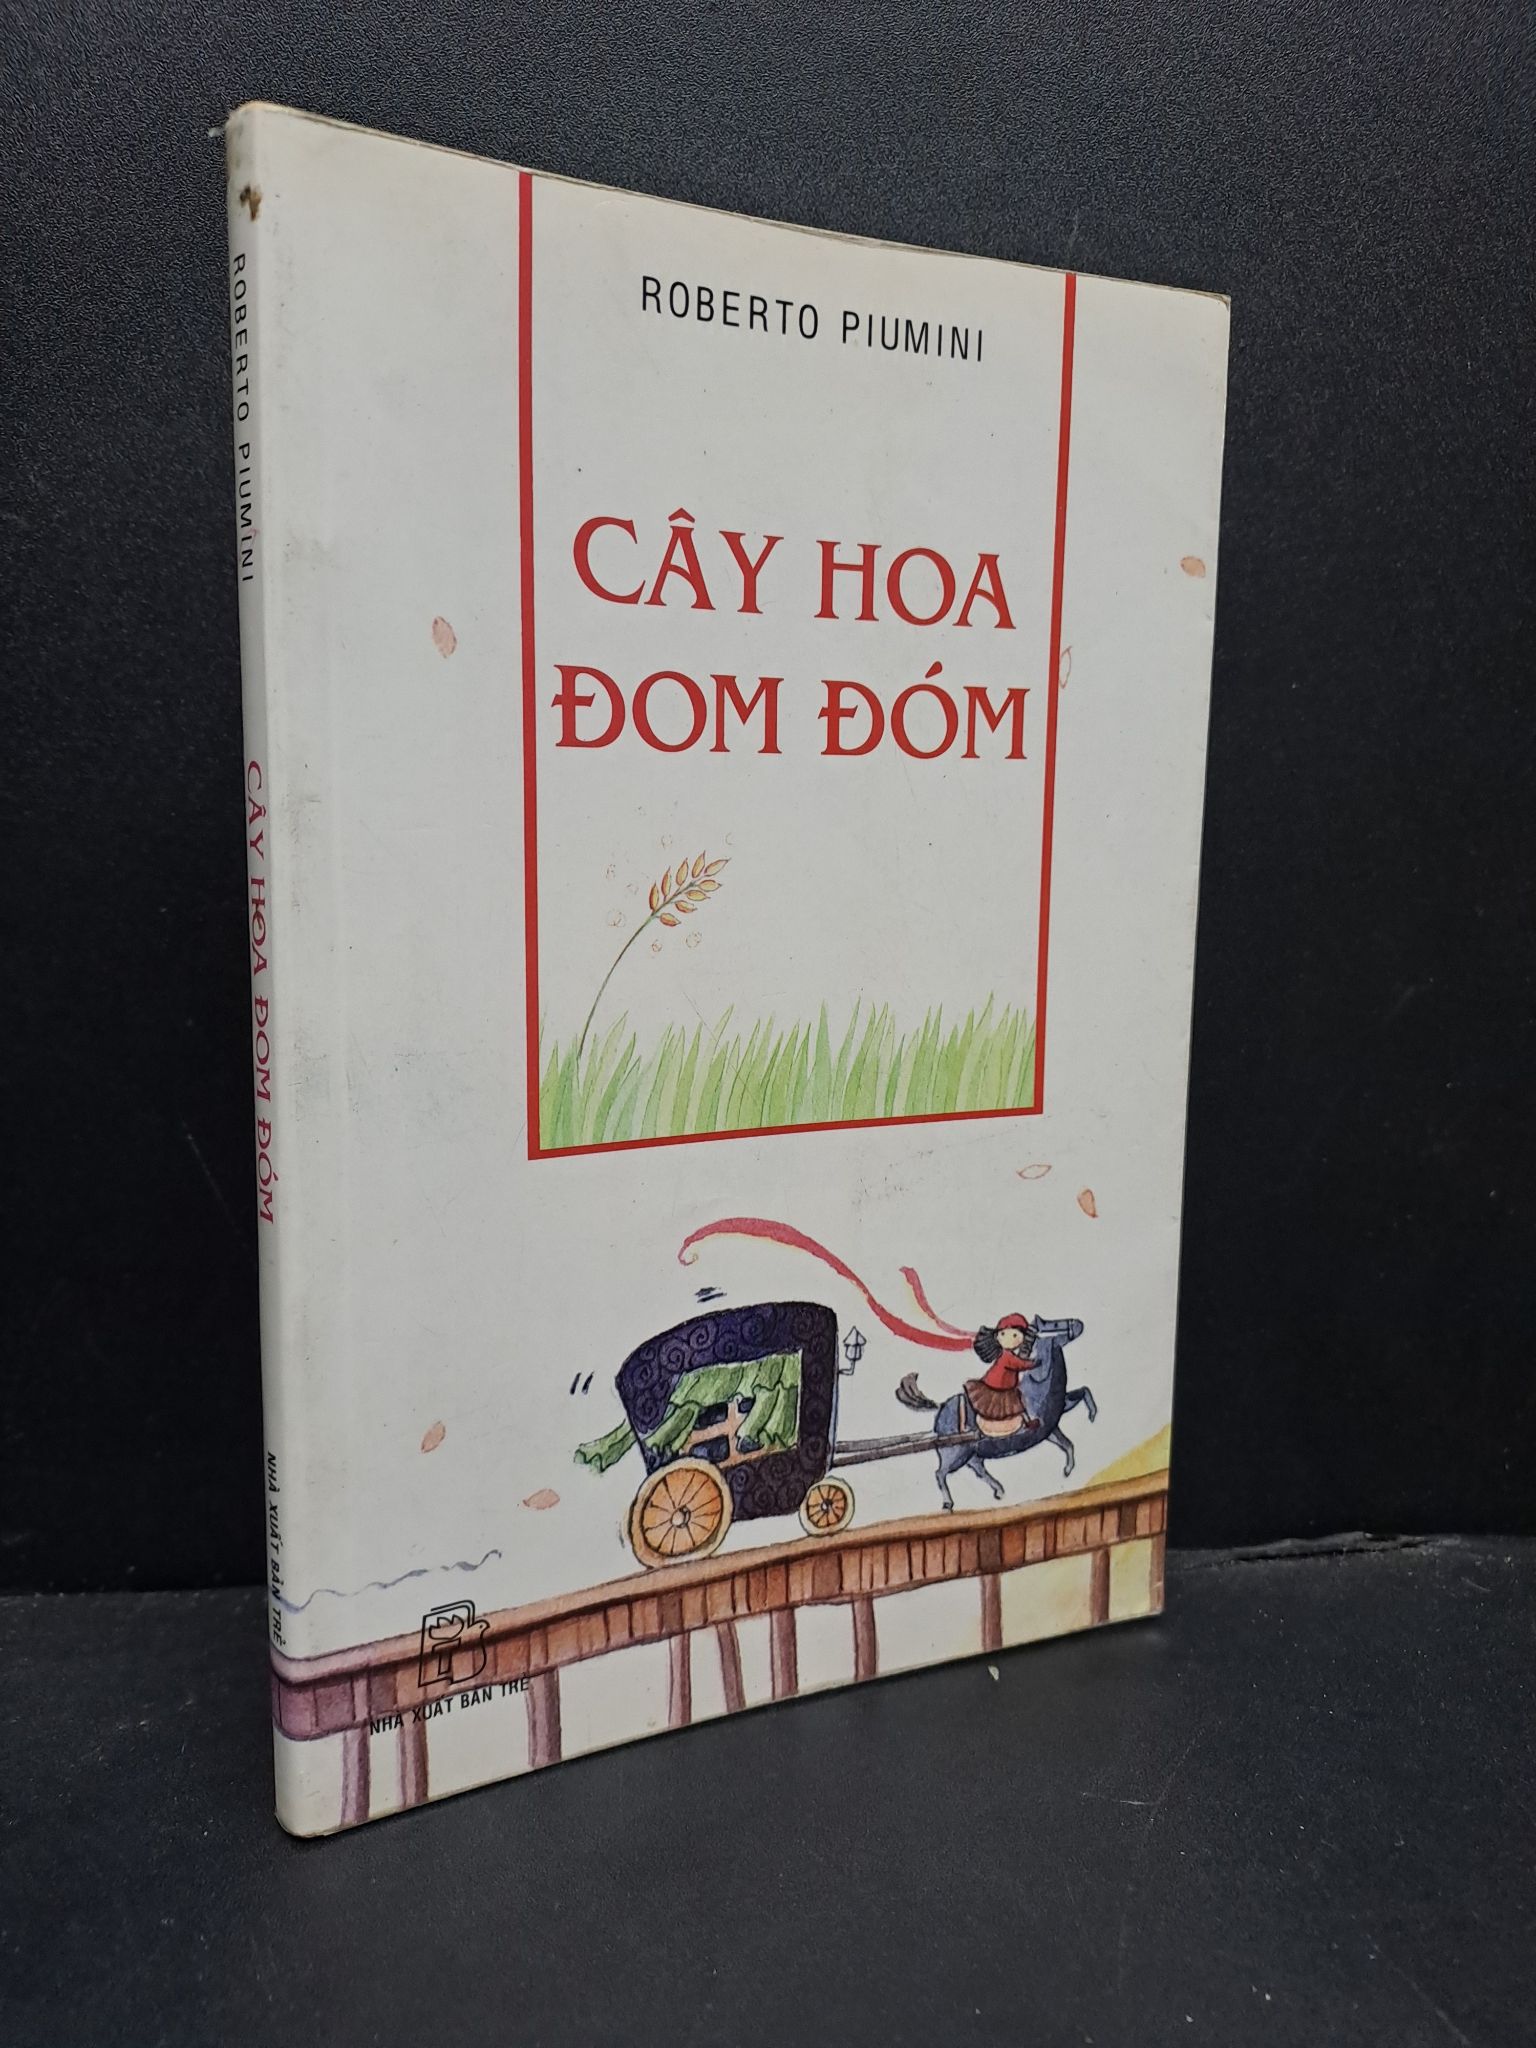 ROBERTO PIUMINI
CÂY HOA
ĐOM ĐÓM
NHÀ XUẤT BẢN TRẺ
ROBERTO PIUMINI
CÂY HOA ĐOM ĐÓM
NHÀ XUẤT BẢN TRẺ